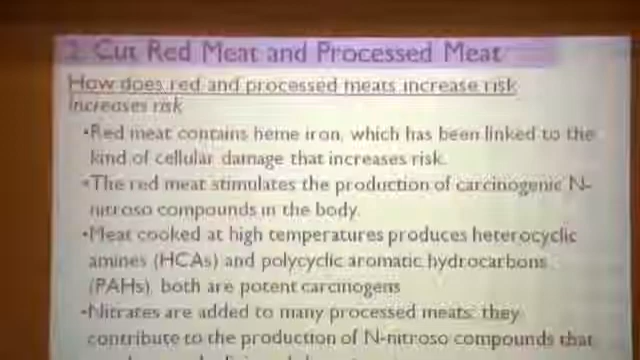 2. Cut Red Meat and Processed Meat
How does red and processed meats increase risk
Increases risk
•Red meat contains heme iron, which has been linked to the
kind of cellular damage that increases risk.
•The red meat stimulates the production of carcinogenic N-
nitroso compounds in the body.
•Meat cooked at high temperatures produces heterocyclic
amines (HCAs) and polycyclic aromatic hydrocarbons
(PAHs), both are potent carcinogens
•Nitrates are added to many processed meats; they
contribute to the production of N-nitroso compounds that